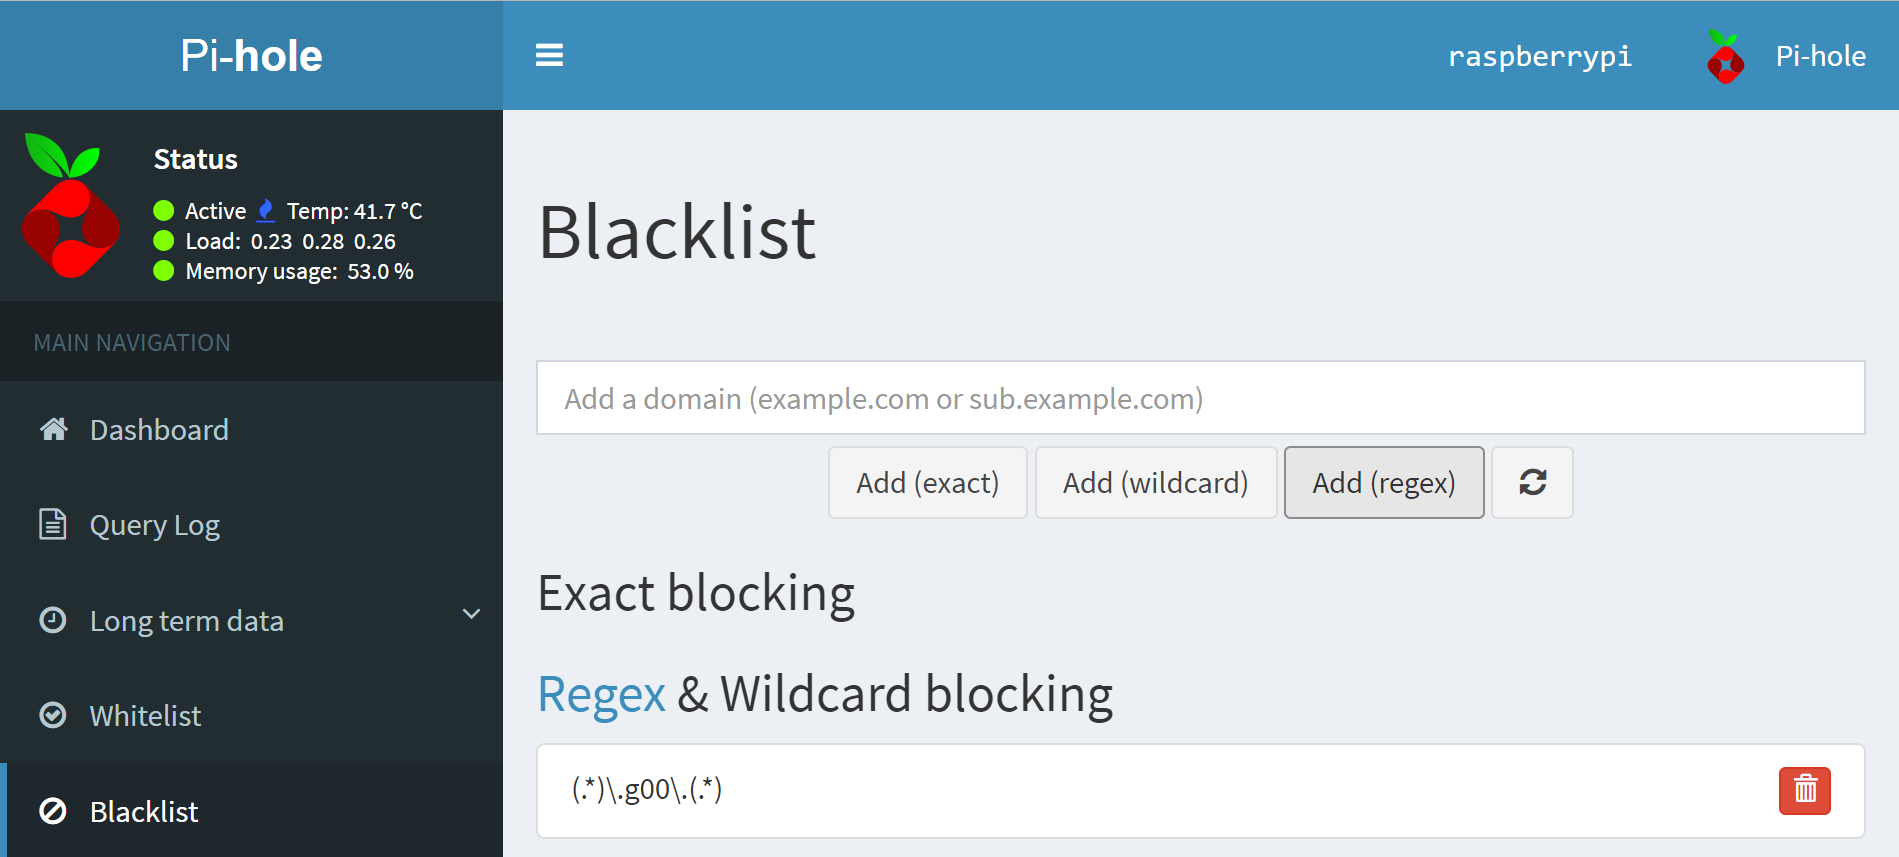 Pi-hole
raspberrypi
Pi-hole
Status
Active Temp: 41.7 °C
Load: 0.23 0.28 0.26
Memory usage: 53.0 %
MAIN NAVIGATION
Dashboard
Query Log
Long term data
Whitelist
Blacklist
Blacklist
Add a domain (example.com or sub.example.com)
Add (exact) Add (wildcard) Add (regex)
Exact blocking
Regex & Wildcard blocking
(.*)\.g00\.(.*)